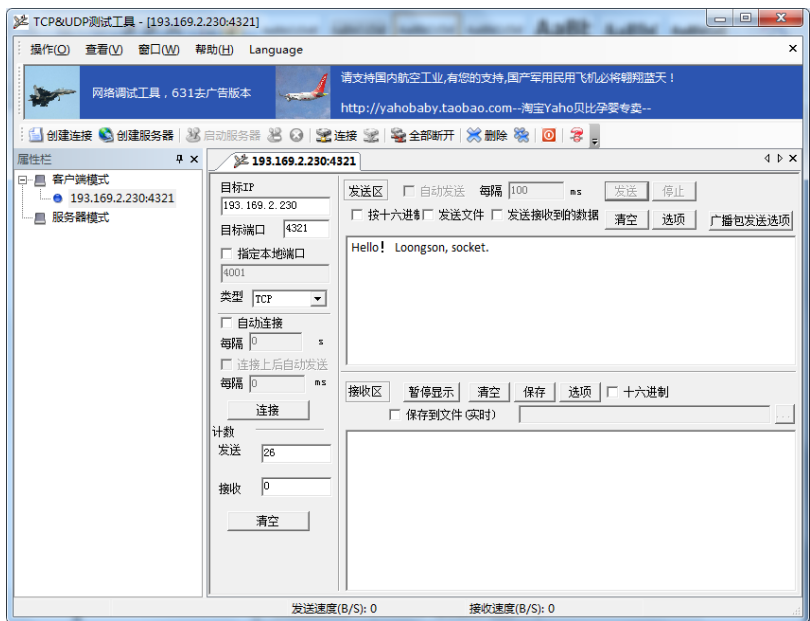 TCP&UDP测试工具 - [193.169.2.230:4321]
操作(O) 查看(V) 窗口(W) 帮助(H) Language
网络调试工具，631去广告版本
请支持国内航空工业,有您的支持,国产军用民用飞机必将翱翔蓝天！
http://yahobaby.taobao.com--淘宝Yaho贝比孕婴专卖--
创建连接 创建服务器 启动服务器 连接 全部断开 删除
属性栏
客户端模式
193.169.2.230:4321
服务器模式
193.169.2.230:4321
目标IP
193.169.2.230
目标端口 4321
指定本地端口
4001
类型 TCP
自动连接
每隔 0 s
连接上后自动发送
每隔 0 ms
连接
计数
发送 26
接收 0
清空
发送区 自动发送 每隔 100 ms 发送 停止
按十六进制 发送文件 发送接收到的数据 清空 选项 广播包发送选项
Hello！ Loongson, socket.
接收区 暂停显示 清空 保存 选项 十六进制
保存到文件(实时) ...
发送速度(B/S): 0 接收速度(B/S): 0